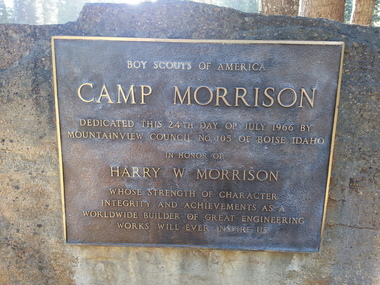 BOY SCOUTS OF AMERICA
CAMP MORRISON
DEDICATED THIS 24TH DAY OF JULY 1966 BY
MOUNTAINVIEW COUNCIL NO. 105 OF BOISE IDAHO
IN HONOR OF
HARRY W MORRISON
WHOSE STRENGTH OF CHARACTER
INTEGRITY AND ACHIEVEMENTS AS A
WORLDWIDE BUILDER OF GREAT ENGINEERING
WORKS WILL EVER INSPIRE US